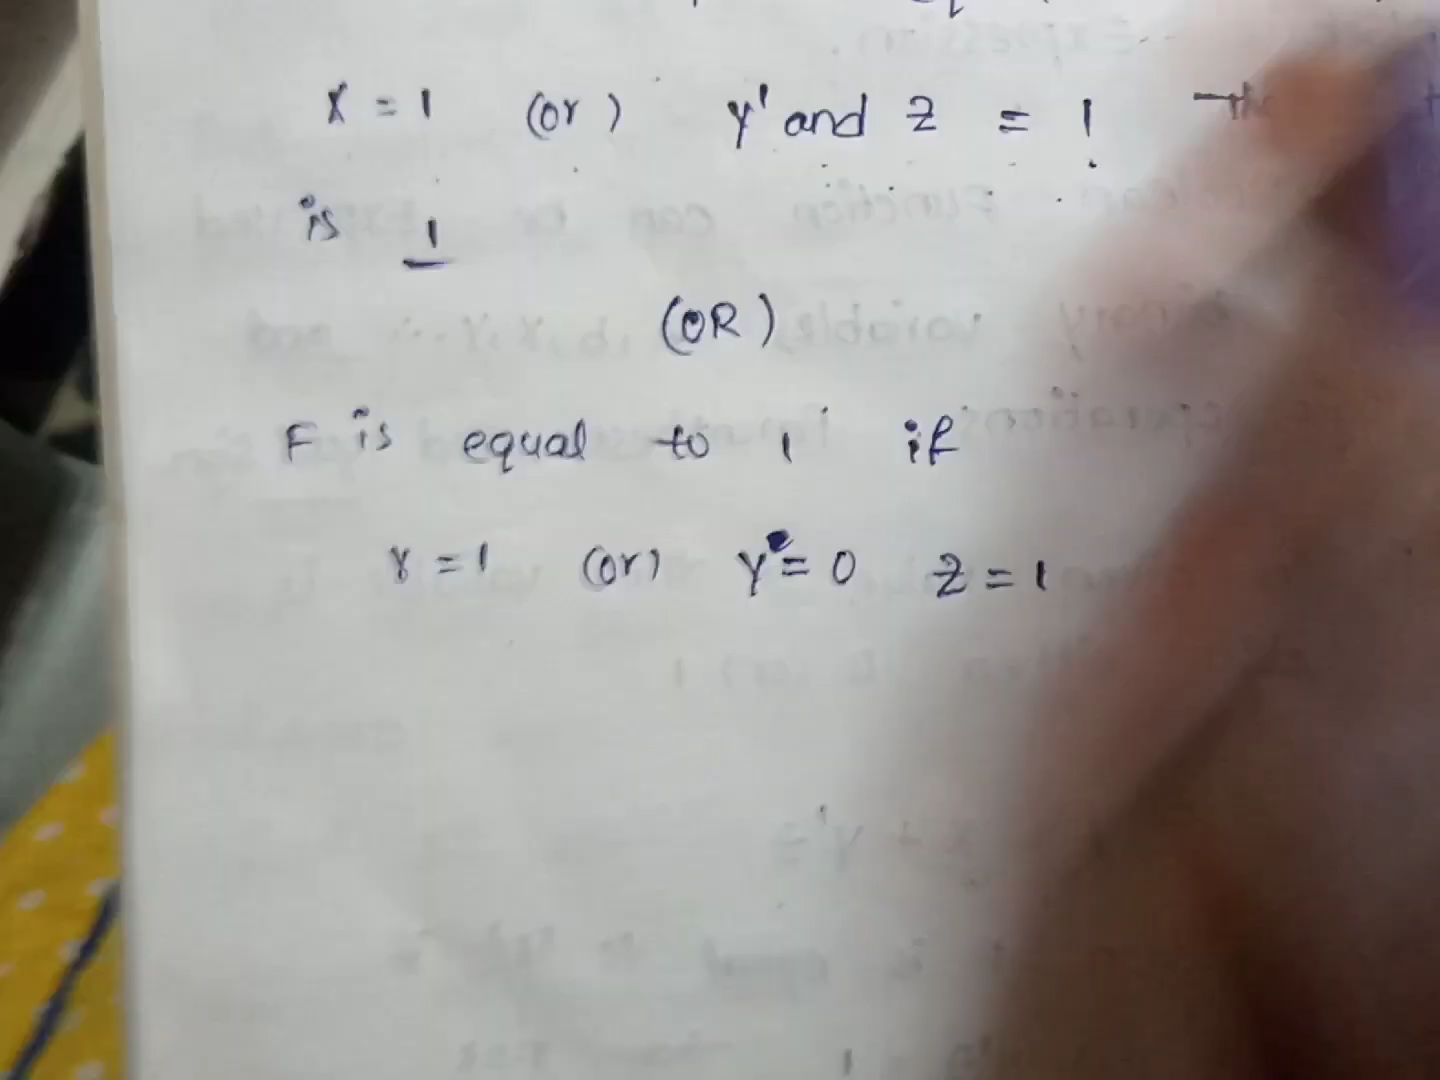 X = 1 (or) Y' and Z = 1
is 1
(OR)
F is equal to 1 if
X = 1 (or) Y = 0 Z = 1